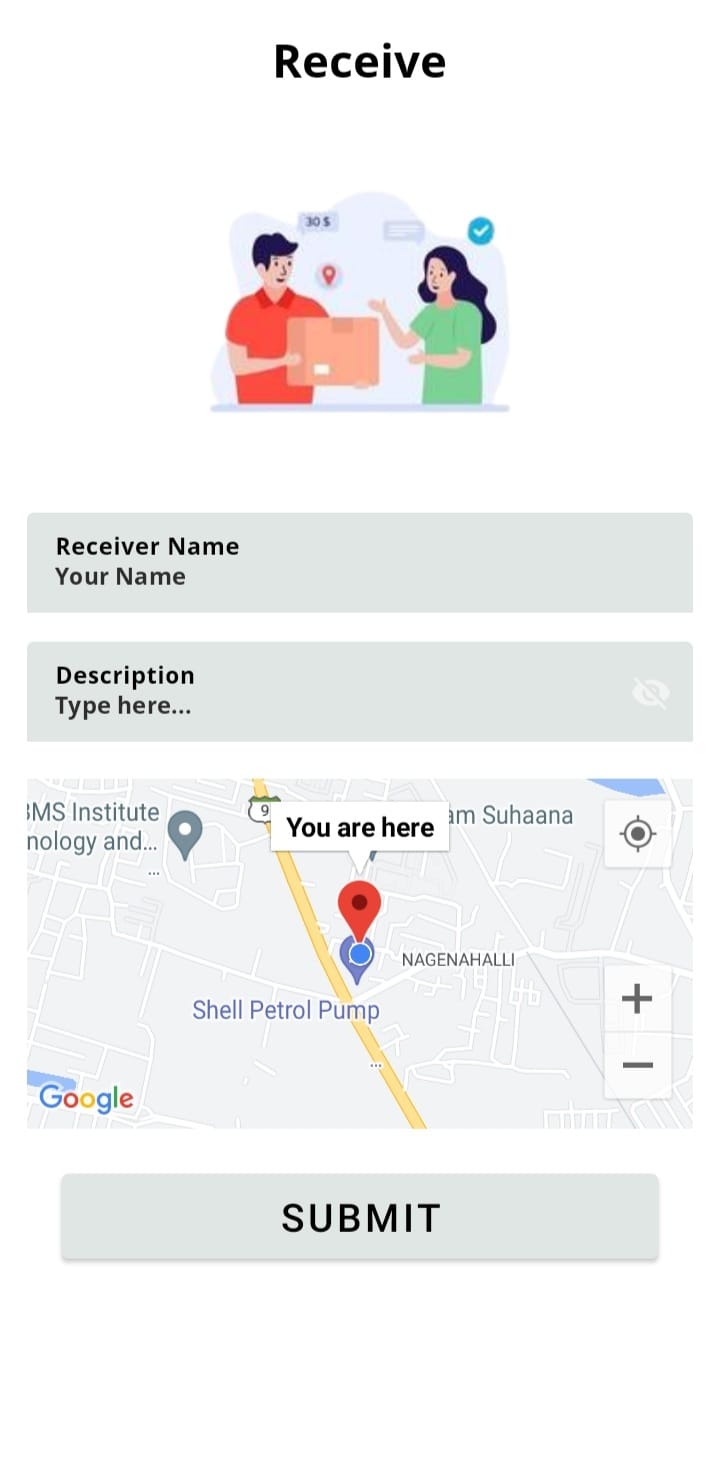 Receive
30 $
Receiver Name
Your Name
Description
Type here...
BMS Institute
nology and...
...
9
You are here
am Suhaana
NAGENAHALLI
Shell Petrol Pump
...
Google
SUBMIT